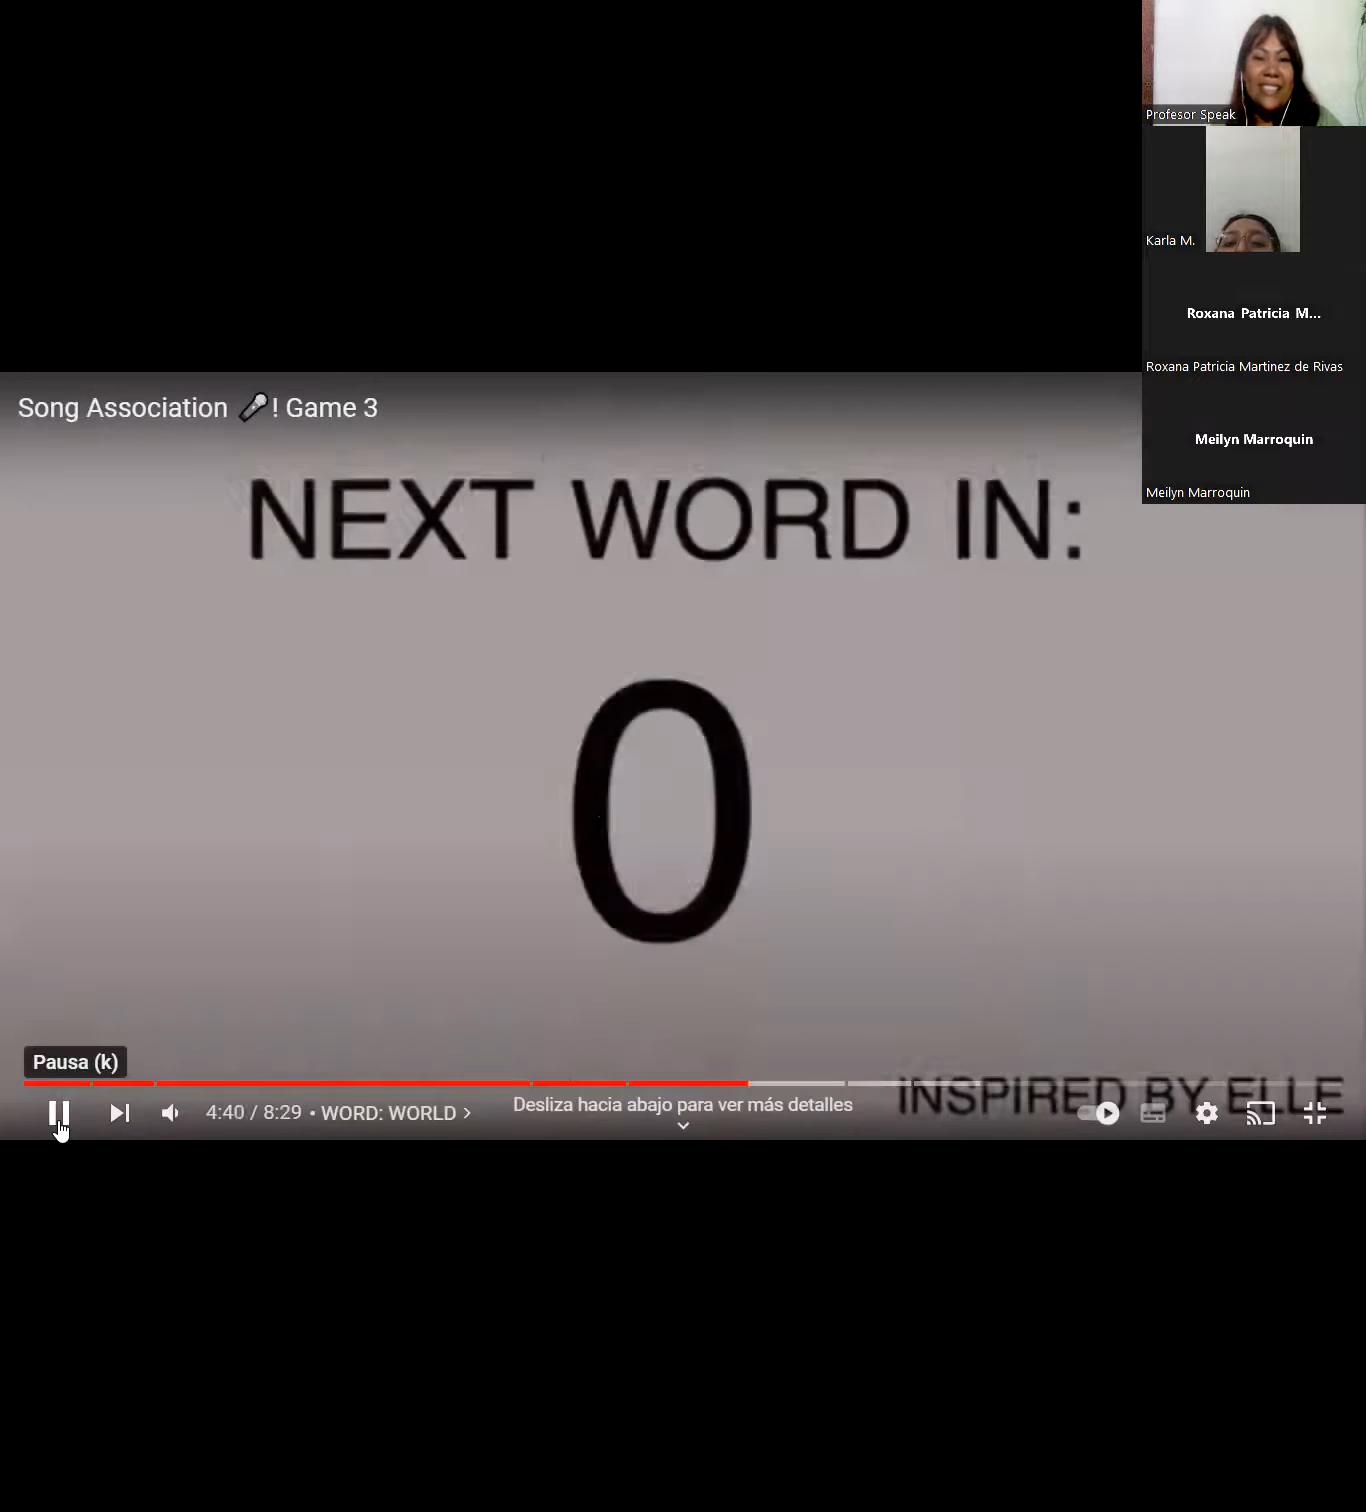 Profesor Speak
Karla M.
Roxana Patricia M...
Roxana Patricia Martinez de Rivas
Meilyn Marroquin
Meilyn Marroquin
Song Association 🎤! Game 3
NEXT WORD IN:
0
Pausa (k)
INSPIRED BY ELLE
4:40 / 8:29 • WORD: WORLD >
Desliza hacia abajo para ver más detalles